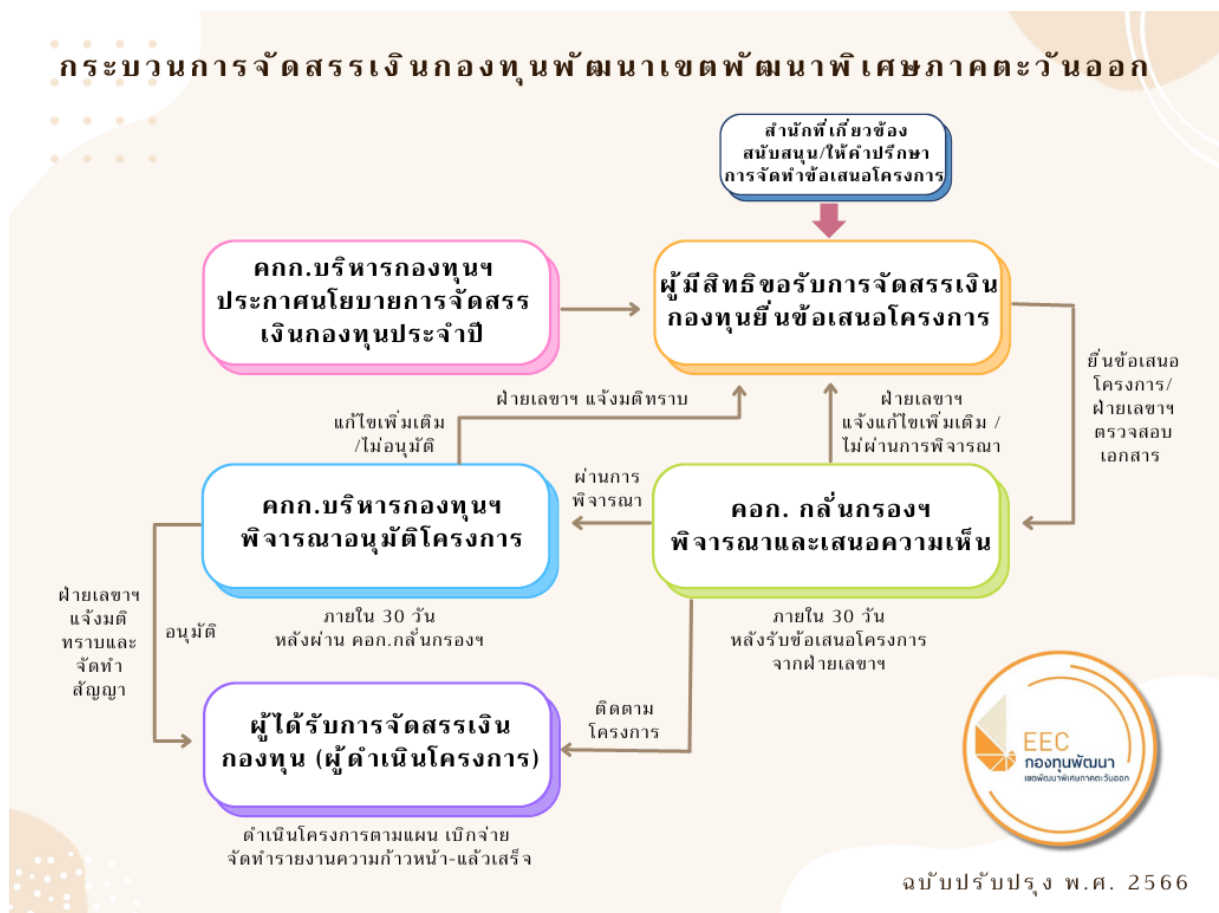 กระบวนการจัดสรรเงินกองทุนพัฒนาเขตพัฒนาพิเศษภาคตะวันออก
สำนักที่เกี่ยวข้อง
สนับสนุน/ให้คำปรึกษา
การจัดทำข้อเสนอโครงการ
คกก.บริหารกองทุนฯ
ประกาศนโยบายการจัดสรร
เงินกองทุนประจำปี
ผู้มีสิทธิขอรับการจัดสรรเงิน
กองทุนยื่นข้อเสนอโครงการ
ยื่นข้อเสนอ
โครงการ/
ฝ่ายเลขาฯ
ตรวจสอบ
เอกสาร
ฝ่ายเลขาฯ แจ้งมติทราบ
แก้ไขเพิ่มเติม
/ไม่อนุมัติ
ฝ่ายเลขาฯ
แจ้งแก้ไขเพิ่มเติม /
ไม่ผ่านการพิจารณา
ผ่านการ
พิจารณา
คกก.บริหารกองทุนฯ
พิจารณาอนุมัติโครงการ
คอก. กลั่นกรองฯ
พิจารณาและเสนอความเห็น
ภายใน 30 วัน
หลังผ่าน คอก.กลั่นกรองฯ
ภายใน 30 วัน
หลังรับข้อเสนอโครงการ
จากฝ่ายเลขาฯ
ฝ่ายเลขาฯ
แจ้งมติ
ทราบและ
จัดทำ
สัญญา
อนุมัติ
ติดตาม
โครงการ
ผู้ได้รับการจัดสรรเงิน
กองทุน (ผู้ดำเนินโครงการ)
ดำเนินโครงการตามแผน เบิกจ่าย
จัดทำรายงานความก้าวหน้า-แล้วเสร็จ
EEC
กองทุนพัฒนา
เขตพัฒนาพิเศษภาคตะวันออก
ฉบับปรับปรุง พ.ศ. 2566